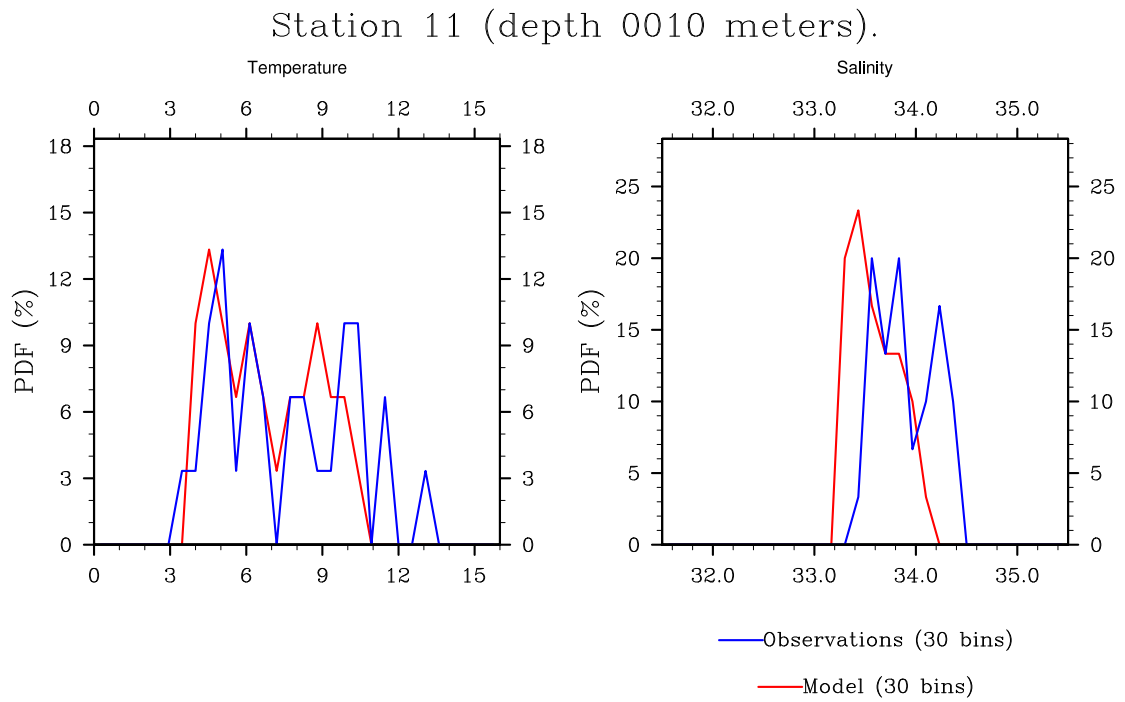 Station 11 (depth 0010 meters).
Temperature
Salinity
0 3 6 9 12 15
32.0 33.0 34.0 35.0
18 18
15 15
12 12
9 9
6 6
3 3
0 0
PDF (%)
0 3 6 9 12 15
25 25
20 20
15 15
10 10
5 5
0 0
PDF (%)
32.0 33.0 34.0 35.0
Observations (30 bins)
Model (30 bins)